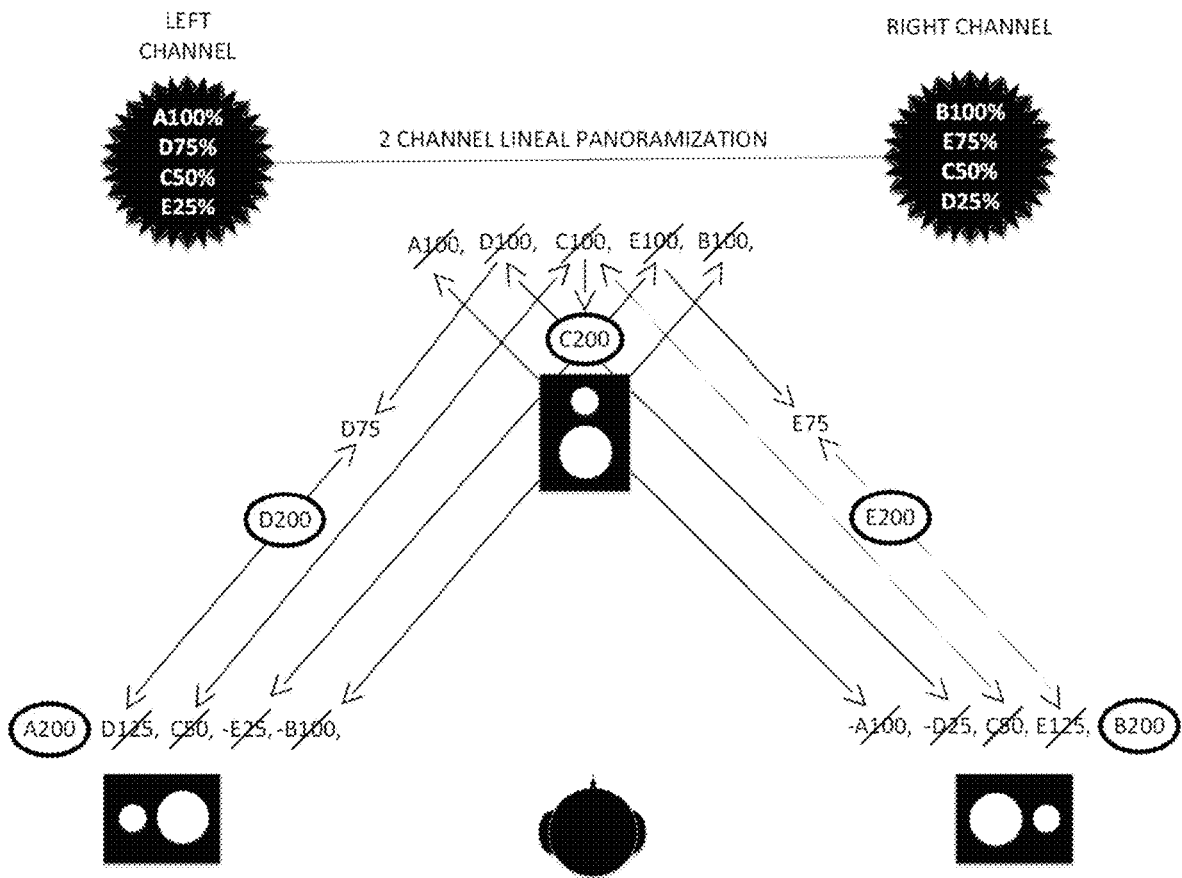 LEFT
CHANNEL
RIGHT CHANNEL
A100%
D75%
C50%
E25%
2 CHANNEL LINEAL PANORAMIZATION
B100%
E75%
C50%
D25%
A100, D100, C100, E100, B100,
C200
D75
E75
D200
E200
A200 D125, C50, -E25, -B100,
-A100, -D25, C50, E125, B200